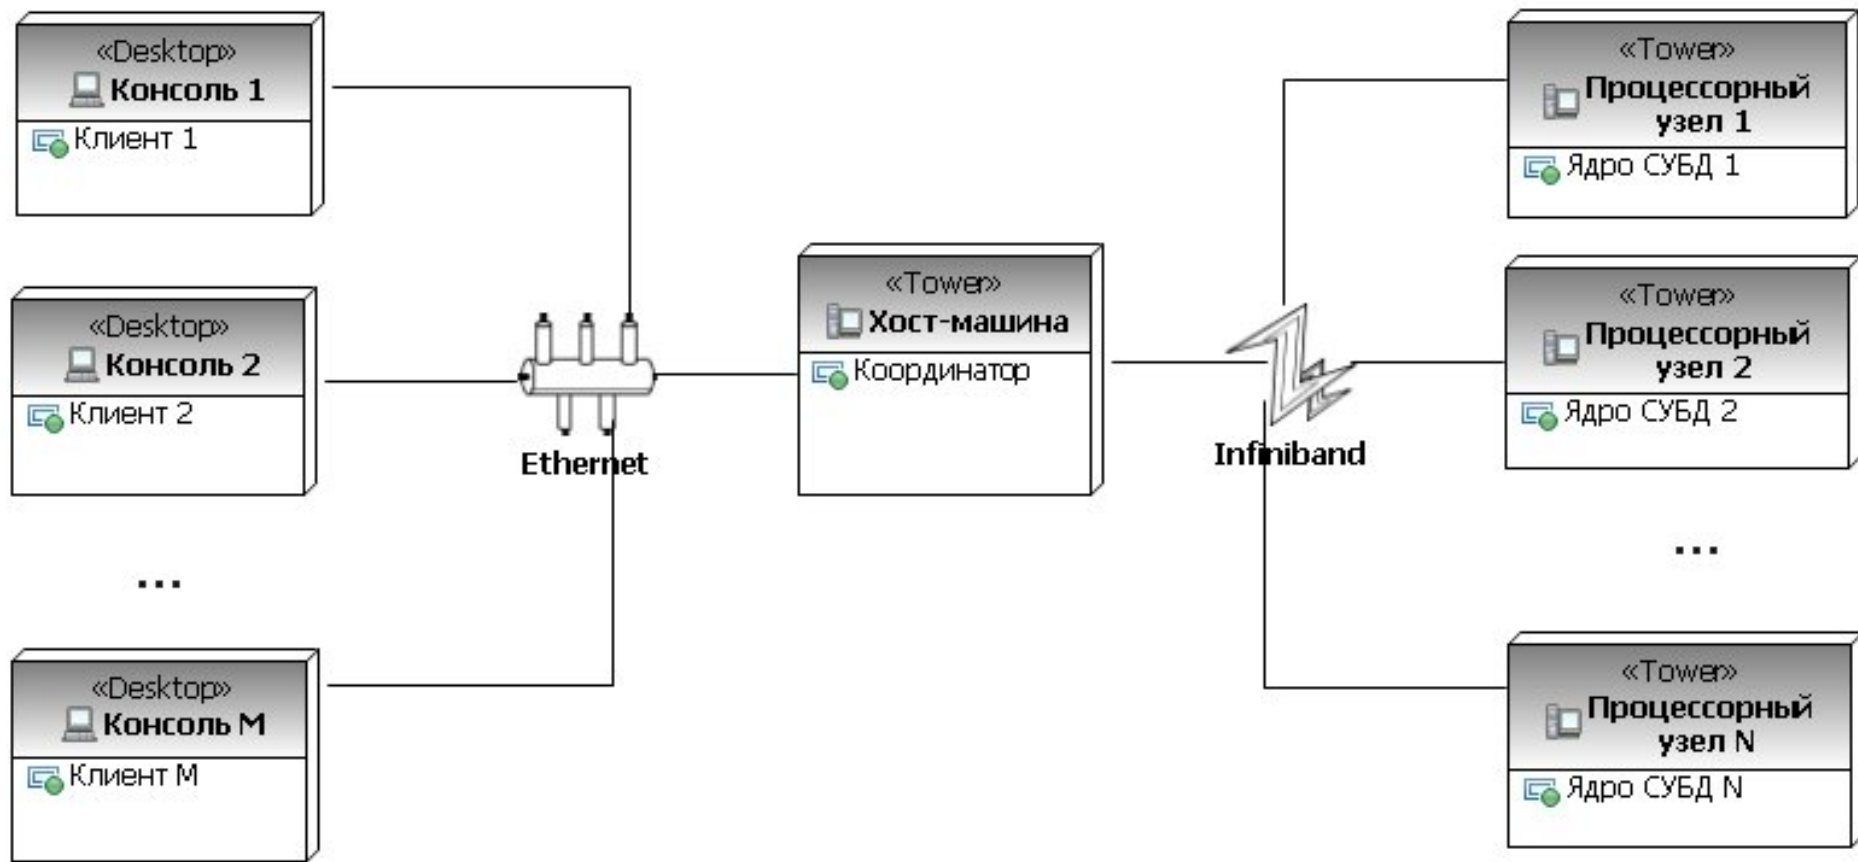 «Desktop»
Консоль 1
Клиент 1
«Desktop»
Консоль 2
Клиент 2
...
«Desktop»
Консоль M
Клиент M
Ethernet
«Tower»
Хост-машина
Координатор
Infiniband
«Tower»
Процессорный
узел 1
Ядро СУБД 1
«Tower»
Процессорный
узел 2
Ядро СУБД 2
...
«Tower»
Процессорный
узел N
Ядро СУБД N